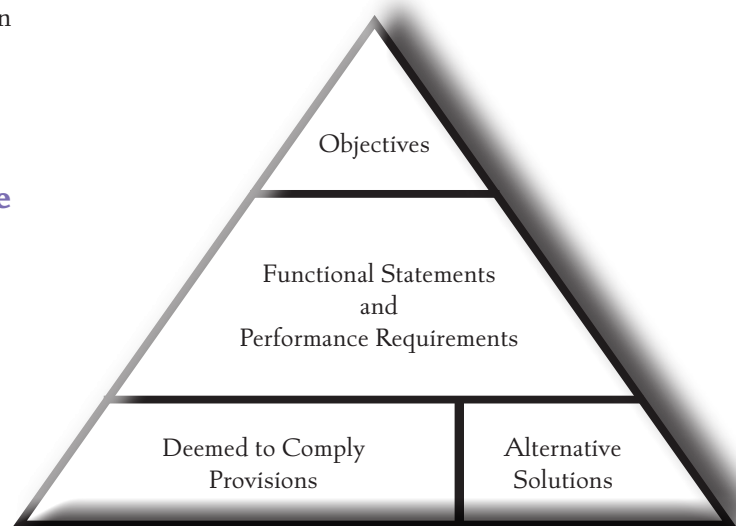 n
e
Objectives
Functional Statements
and
Performance Requirements
Deemed to Comply
Provisions
Alternative
Solutions